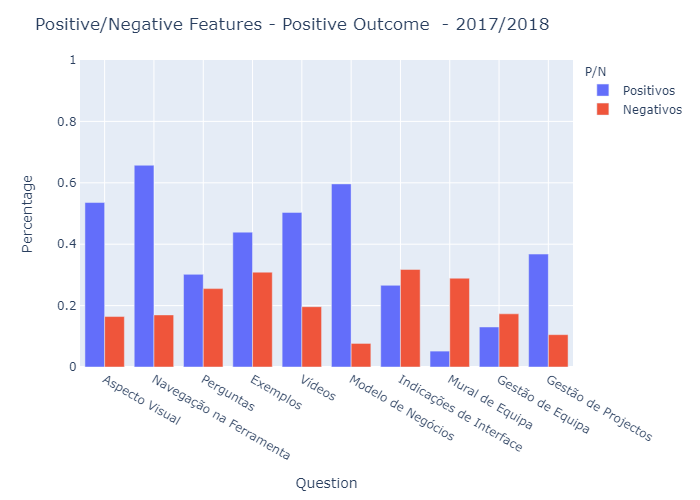 Positive/Negative Features - Positive Outcome  - 2017/2018
P/N
Positivos
Negativos
Percentage
1
0.8
0.6
0.4
0.2
0
Aspecto Visual
Navegação na Ferramenta
Perguntas
Exemplos
Vídeos
Modelo de Negócios
Indicações de Interface
Mural de Equipa
Gestão de Equipa
Gestão de Projectos
Question